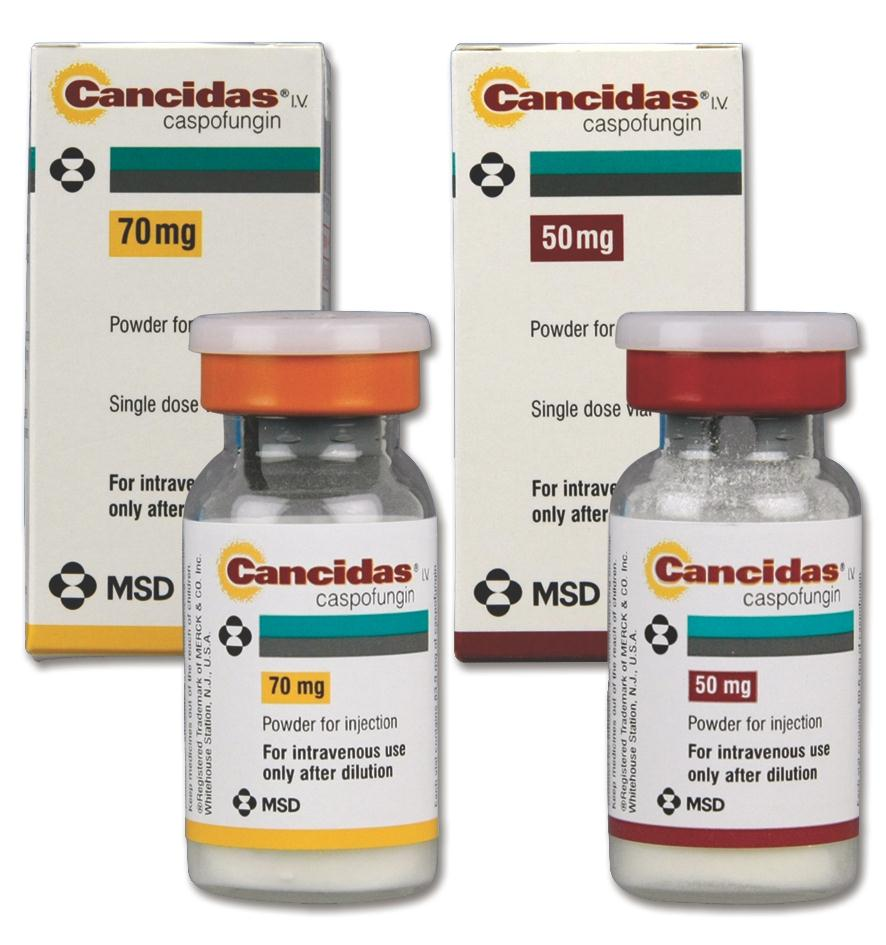 Cancidas® I.V.
caspofungin
70 mg
Powder for
Single dose
For intrave
only after
MSD
Cancidas® I.V.
caspofungin
50 mg
Powder for
Single dose vial
For intrave
only after
MSD
Keep medicines out of the reach of children.
®Registered Trademark of MERCK & CO. Inc.
Whitehouse Station, N.J., U.S.A.
Cancidas® I.V.
caspofungin
70 mg
Powder for injection
For intravenous use
only after dilution
MSD
Keep medicines out of the reach of children.
®Registered Trademark of MERCK & CO. Inc.
Whitehouse Station, N.J., U.S.A.
Cancidas® I.V.
caspofungin
50 mg
Powder for injection
For intravenous use
only after dilution
MSD